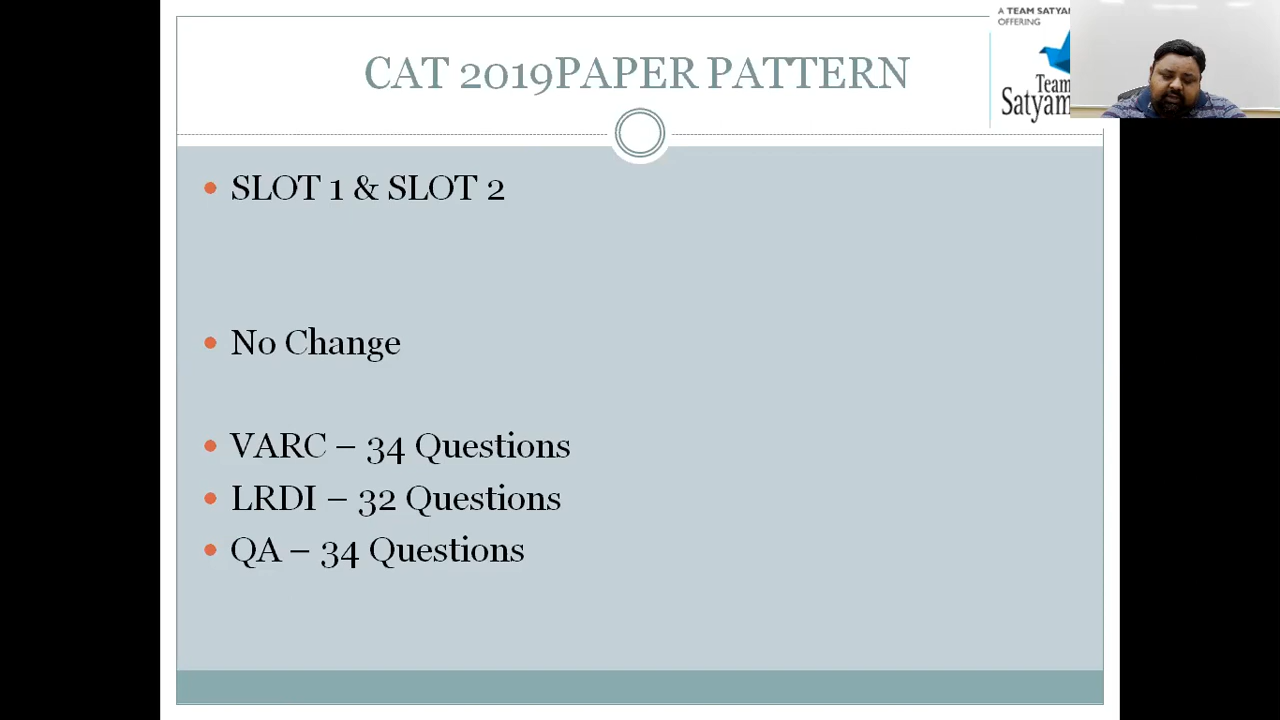 A TEAM SATYAM
OFFERING
CAT 2019PAPER PATTERN
Team
Satyam
SLOT 1 & SLOT 2
No Change
VARC – 34 Questions
LRDI – 32 Questions
QA – 34 Questions